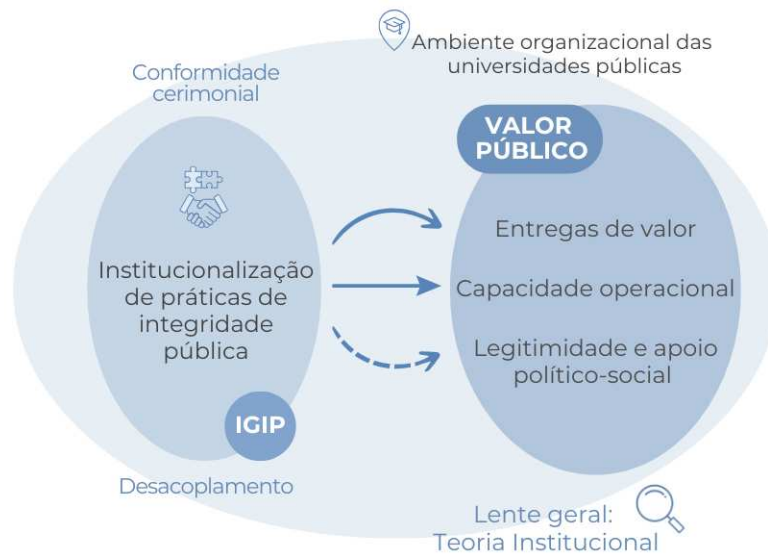 Ambiente organizacional das
universidades públicas
Conformidade
cerimonial
VALOR
PÚBLICO
Institucionalização
de práticas de
integridade
pública
Entregas de valor
Capacidade operacional
Legitimidade e apoio
político-social
IGIP
Desacoplamento
Lente geral:
Teoria Institucional